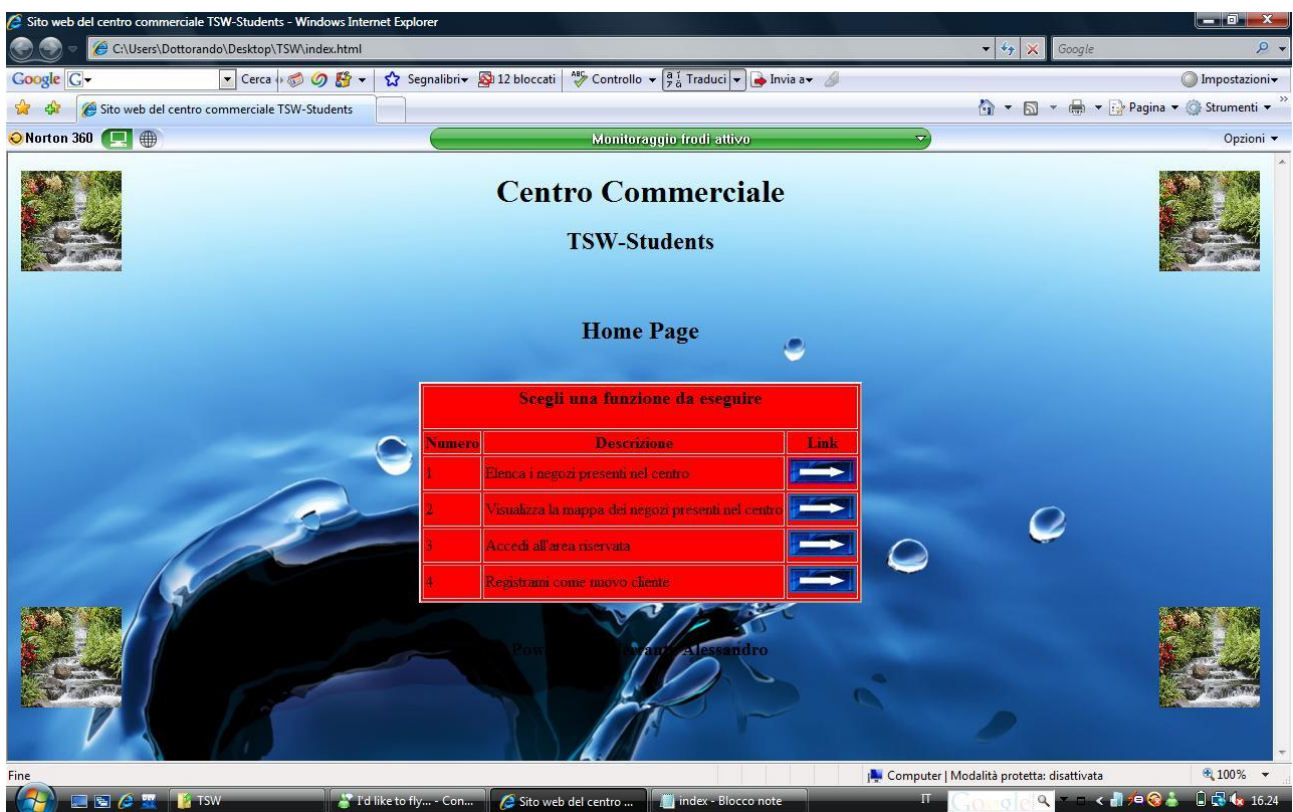 Sito web del centro commerciale TSW-Students - Windows Internet Explorer
C:\Users\Dottorando\Desktop\TSW\index.html Google
Google G Cerca Segnalibri 12 bloccati ABC Controllo Traduci Invia a Impostazioni
Sito web del centro commerciale TSW-Students Pagina Strumenti
Norton 360 Monitoraggio frodi attivo Opzioni
Centro Commerciale
TSW-Students
Home Page
Scegli una funzione da eseguire
Numero Descrizione Link
1 Elenca i negozi presenti nel centro
2 Visualizza la mappa dei negozi presenti nel centro
3 Accedi all'area riservata
4 Registrami come nuovo cliente
Alessandro
Fine Computer | Modalità protetta: disattivata 100%
TSW I'd like to fly... - Con... Sito web del centro ... index - Blocco note IT Google 16.24